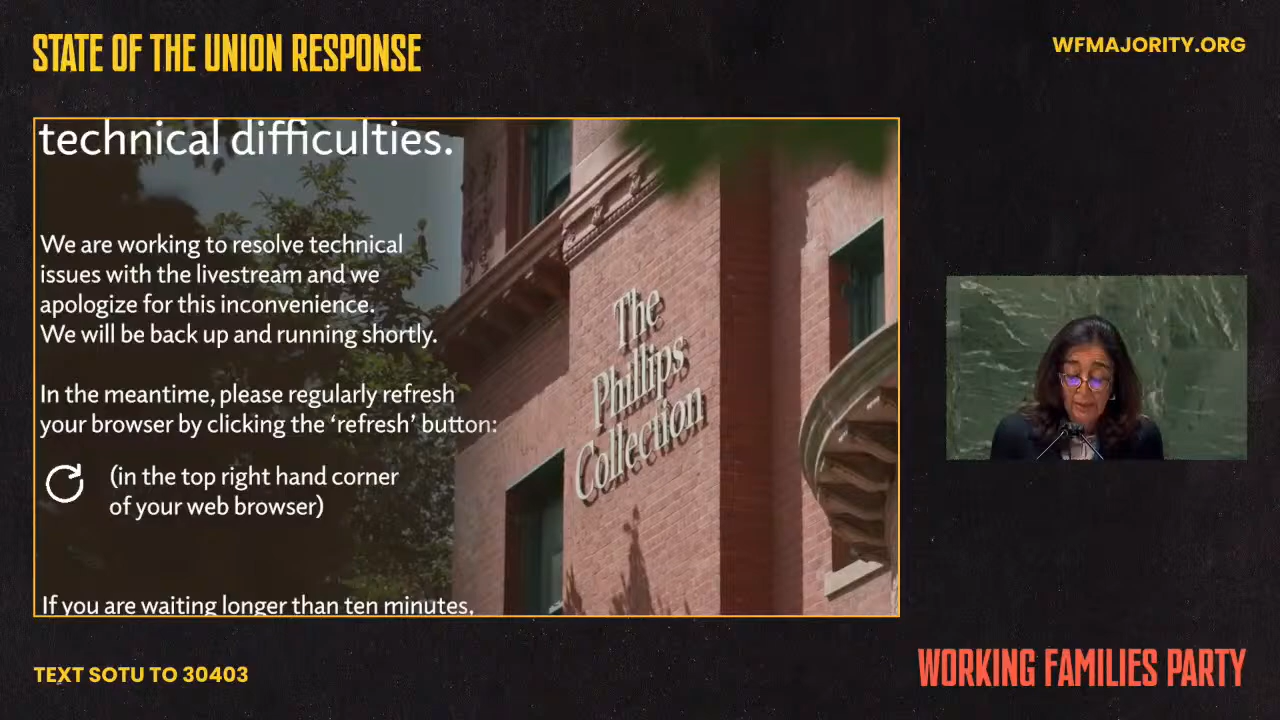 STATE OF THE UNION RESPONSE
WFMAJORITY.ORG
technical difficulties.
We are working to resolve technical
issues with the livestream and we
apologize for this inconvenience.
We will be back up and running shortly.
In the meantime, please regularly refresh
your browser by clicking the ‘refresh’ button:
(in the top right hand corner
of your web browser)
If you are waiting longer than ten minutes,
The
Phillips
Collection
TEXT SOTU TO 30403
WORKING FAMILIES PARTY